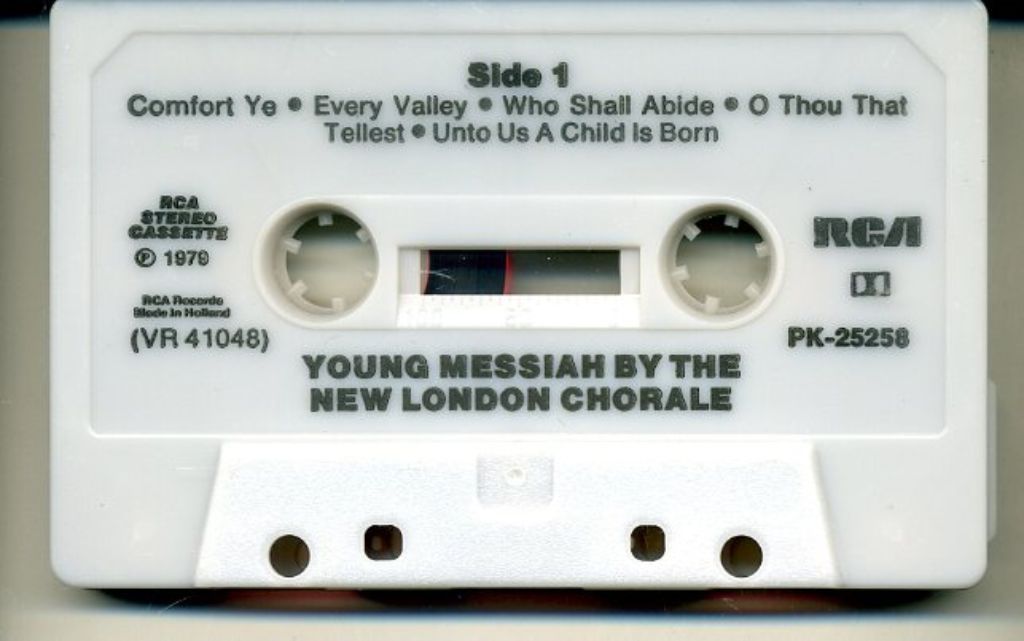 Side 1
Comfort Ye • Every Valley • Who Shall Abide • O Thou That
Tellest • Unto Us A Child Is Born
RCA
STEREO
CASSETTE
℗ 1979
RCA Records
Made in Holland
(VR 41048)
RCA
PK-25258
YOUNG MESSIAH BY THE
NEW LONDON CHORALE